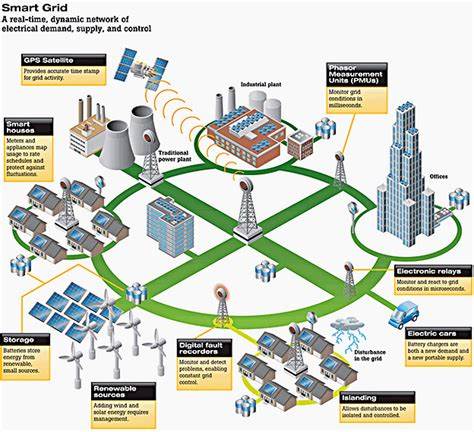 Smart Grid
A real-time, dynamic network of
electrical demand, supply, and control
GPS Satellite
Provides accurate time stamp
for grid activity.
Industrial plant
Phasor
Measurement
Units (PMUs)
Monitor grid
conditions in
milliseconds.
Smart
houses
Meters and
appliances map
usage to rate
schedules and
protect against
fluctuations.
Traditional
power plant
Offices
Electronic relays
Monitor and react to grid
conditions in milliseconds.
Storage
Batteries store
energy from
renewable,
small sources.
Digital fault
recorders
Monitor and detect
problems, enabling
constant grid
control.
Disturbance
in the grid
Electric cars
Battery chargers are
both a new demand and
a new portable supply.
Renewable
sources
Adding wind and
solar energy requires
management.
Islanding
Allows disturbances to be
isolated and controlled.